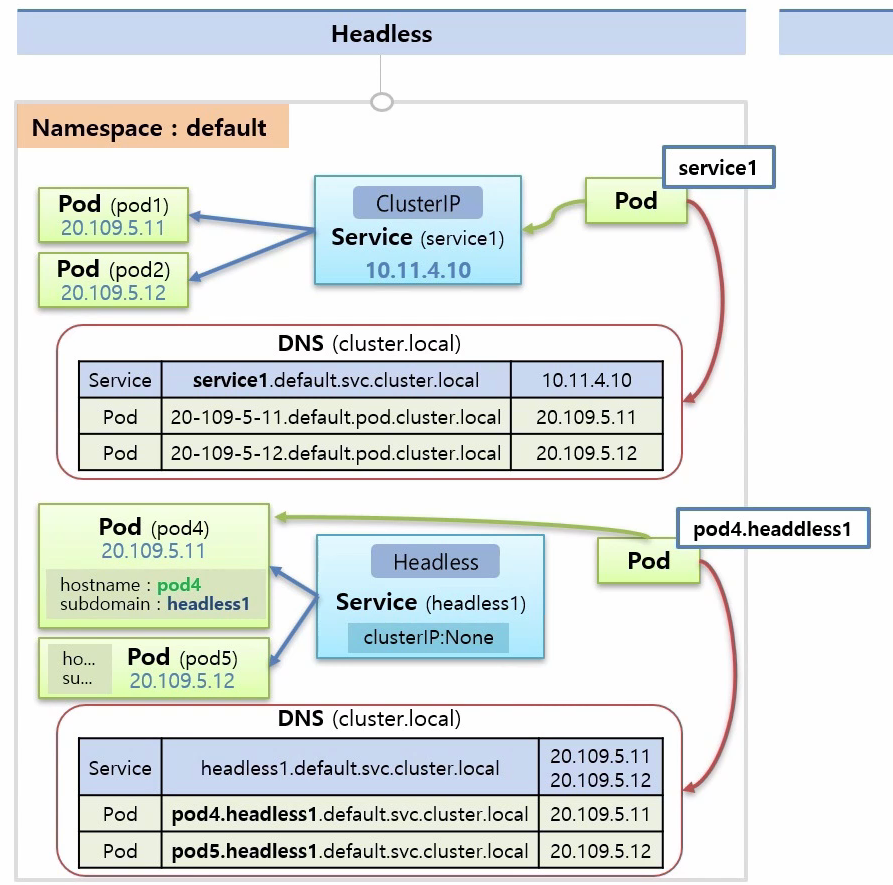 Headless
Namespace : default
service1
Pod (pod1)
20.109.5.11
Pod (pod2)
20.109.5.12
ClusterIP
Service (service1)
10.11.4.10
Pod
DNS (cluster.local)
Service service1.default.svc.cluster.local 10.11.4.10
Pod 20-109-5-11.default.pod.cluster.local 20.109.5.11
Pod 20-109-5-12.default.pod.cluster.local 20.109.5.12
pod4.headdless1
Pod (pod4)
20.109.5.11
hostname : pod4
subdomain : headless1
Headless
Service (headless1)
clusterIP:None
Pod
ho...
su...
Pod (pod5)
20.109.5.12
DNS (cluster.local)
Service headless1.default.svc.cluster.local 20.109.5.11
20.109.5.12
Pod pod4.headless1.default.svc.cluster.local 20.109.5.11
Pod pod5.headless1.default.svc.cluster.local 20.109.5.12